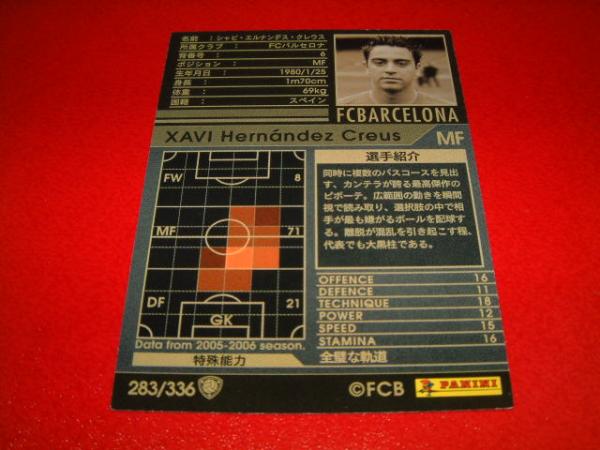 名前 : シャビ・エルナンデス・クレウス
所属クラブ : FCバルセロナ
背番号 : 6
ポジション : MF
生年月日 : 1980/1/25
身長 : 1m70cm
体重 : 69kg
国籍 : スペイン
FCBARCELONA
XAVI Hernández Creus MF
FW 8
MF 71
DF 21
GK
Data from 2005-2006 season.
選手紹介
同時に複数のパスコースを見出
す、カンテラが誇る最高傑作の
ピボーテ。広範囲の動きを瞬間
視で読み取り、選択肢の中で相
手が最も嫌がるボールを配球す
る。離脱が混乱を引き起こす程、
代表でも大黒柱である。
OFFENCE 16
DEFENCE 11
TECHNIQUE 18
POWER 12
SPEED 15
STAMINA 16
特殊能力 全璧な軌道
283/336 ©FCB PANINI